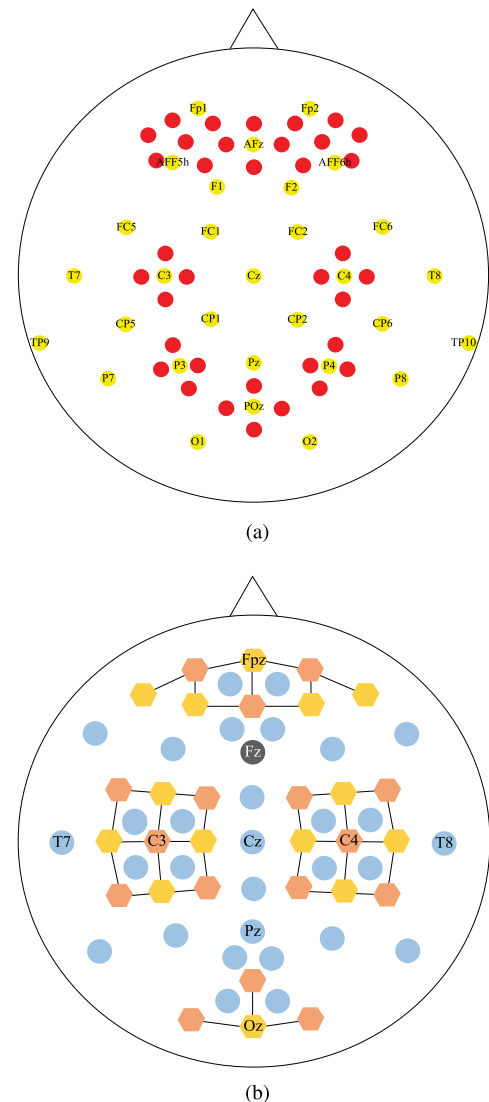 Fp1 Fp2
AFz
AFF5h AFF6h
F1 F2
FC5 FC1 FC2 FC6
T7 C3 Cz C4 T8
CP5 CP1 CP2 CP6
TP9 TP10
P7 P3 Pz P4 P8
POz
O1 O2
(a)
Fpz
Fz
T7 C3 Cz C4 T8
Pz
Oz
(b)